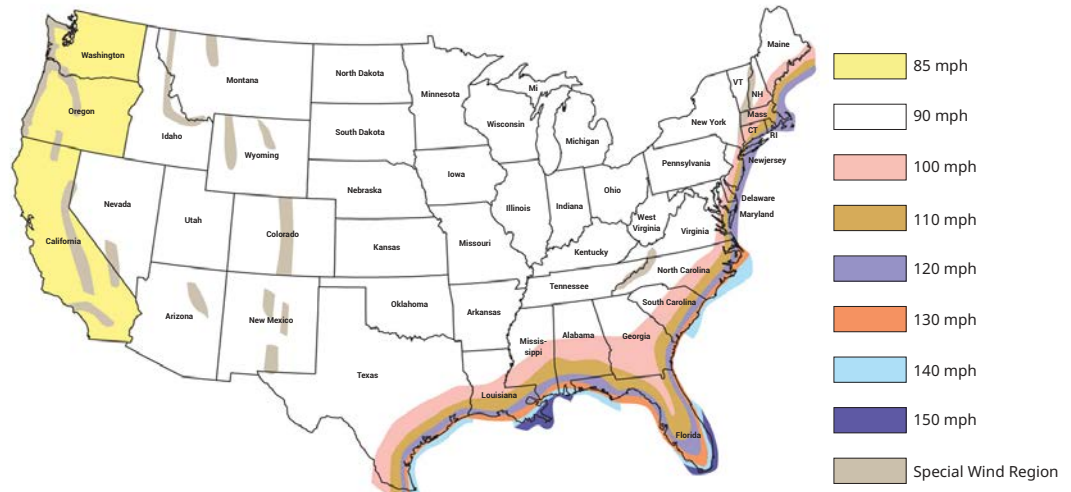 Washington
Oregon
California
Nevada
Idaho
Montana
Wyoming
Utah
Arizona
Colorado
New Mexico
North Dakota
South Dakota
Nebraska
Kansas
Oklahoma
Texas
Minnesota
Iowa
Missouri
Arkansas
Louisiana
Wisconsin
Illinois
Mi
Michigan
Indiana
Ohio
Kentucky
Tennessee
Missis-
sippi
Alabama
Georgia
Florida
South Carolina
North Carolina
Virginia
West
Virginia
Pennsylvania
New York
VT
NH
Maine
Mass
CT
RI
Newjersey
Delaware
Maryland
85 mph
90 mph
100 mph
110 mph
120 mph
130 mph
140 mph
150 mph
Special Wind Region